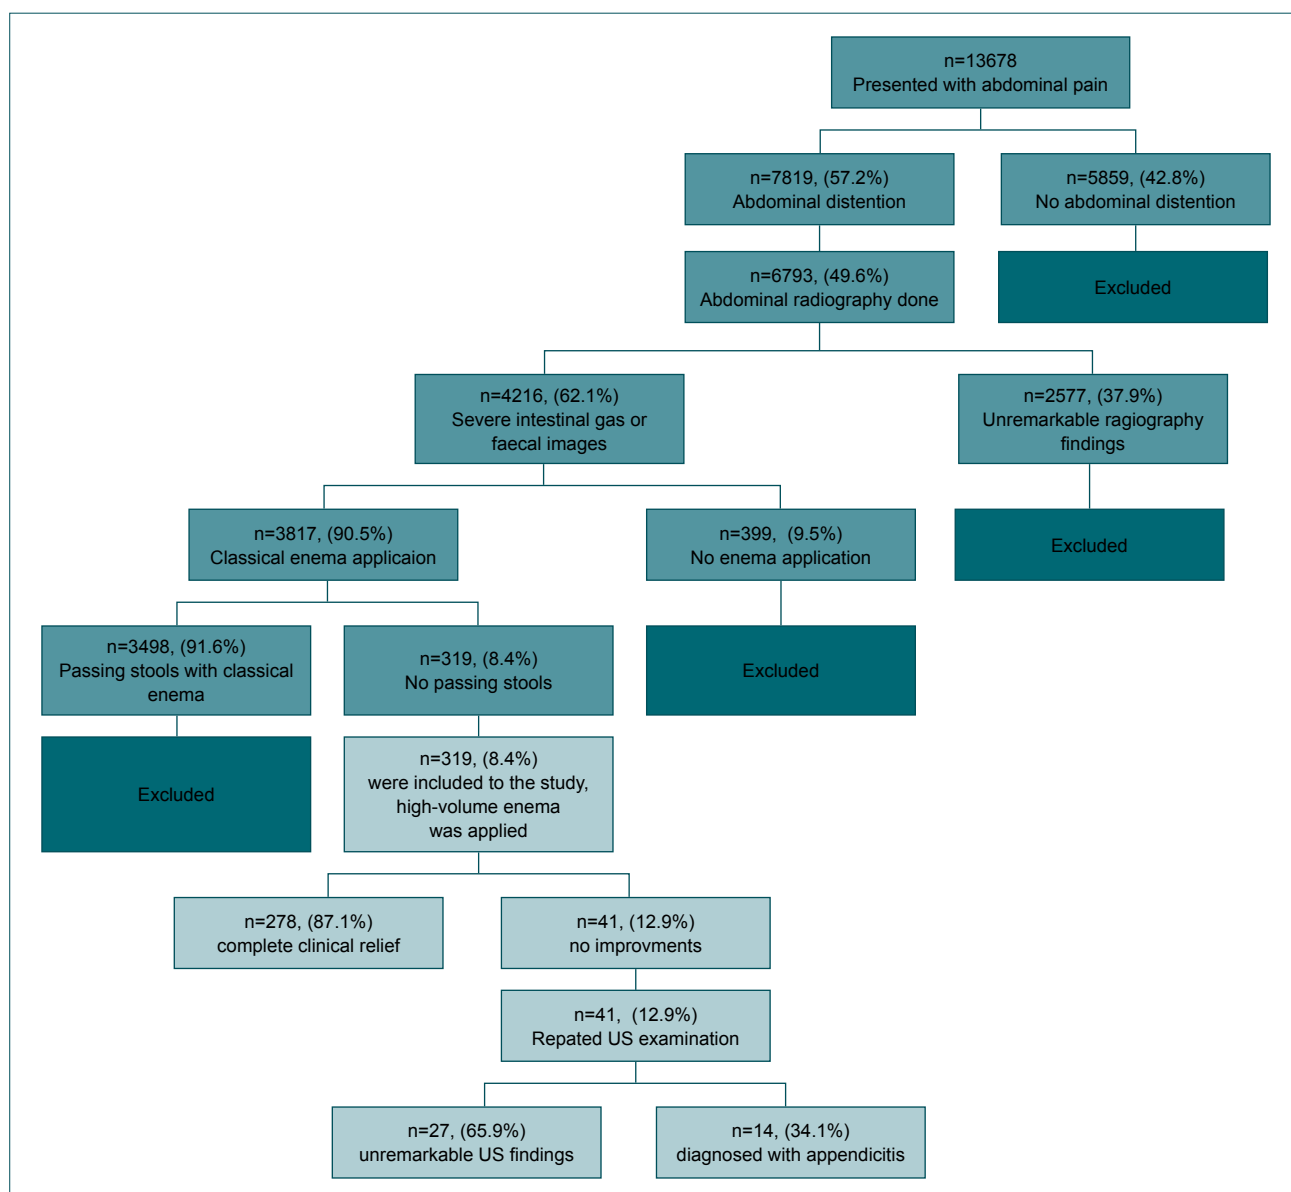 n=13678
Presented with abdominal pain
n=7819, (57.2%)
Abdominal distention
n=5859, (42.8%)
No abdominal distention
n=6793, (49.6%)
Abdominal radiography done
Excluded
n=4216, (62.1%)
Severe intestinal gas or
faecal images
n=2577, (37.9%)
Unremarkable ragiography
findings
n=3817, (90.5%)
Classical enema applicaion
n=399,  (9.5%)
No enema application
Excluded
n=3498, (91.6%)
Passing stools with classical
enema
n=319, (8.4%)
No passing stools
Excluded
Excluded
n=319, (8.4%)
were included to the study,
high-volume enema
was applied
n=278, (87.1%)
complete clinical relief
n=41, (12.9%)
no improvments
n=41,  (12.9%)
Repated US examination
n=27, (65.9%)
unremarkable US findings
n=14, (34.1%)
diagnosed with appendicitis